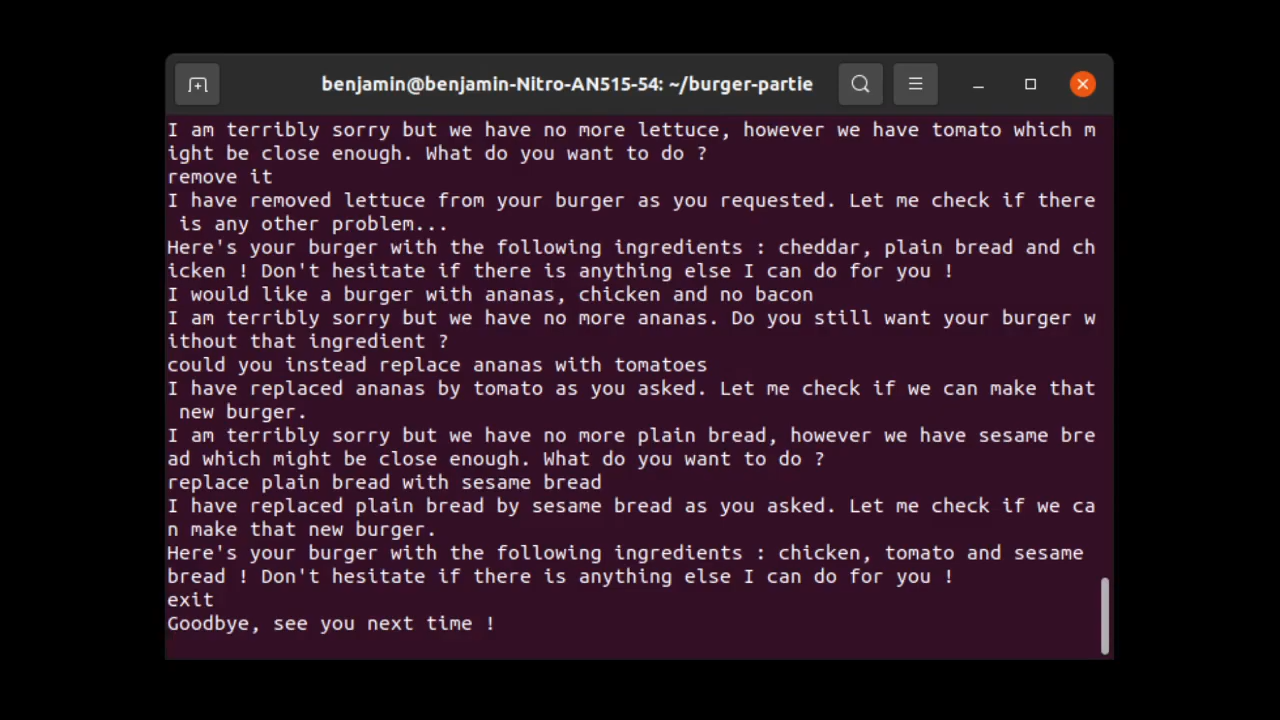 benjamin@benjamin-Nitro-AN515-54: ~/burger-partie
I am terribly sorry but we have no more lettuce, however we have tomato which m
ight be close enough. What do you want to do ?
remove it
I have removed lettuce from your burger as you requested. Let me check if there
 is any other problem...
Here's your burger with the following ingredients : cheddar, plain bread and ch
icken ! Don't hesitate if there is anything else I can do for you !
I would like a burger with ananas, chicken and no bacon
I am terribly sorry but we have no more ananas. Do you still want your burger w
ithout that ingredient ?
could you instead replace ananas with tomatoes
I have replaced ananas by tomato as you asked. Let me check if we can make that
 new burger.
I am terribly sorry but we have no more plain bread, however we have sesame bre
ad which might be close enough. What do you want to do ?
replace plain bread with sesame bread
I have replaced plain bread by sesame bread as you asked. Let me check if we ca
n make that new burger.
Here's your burger with the following ingredients : chicken, tomato and sesame
bread ! Don't hesitate if there is anything else I can do for you !
exit
Goodbye, see you next time !